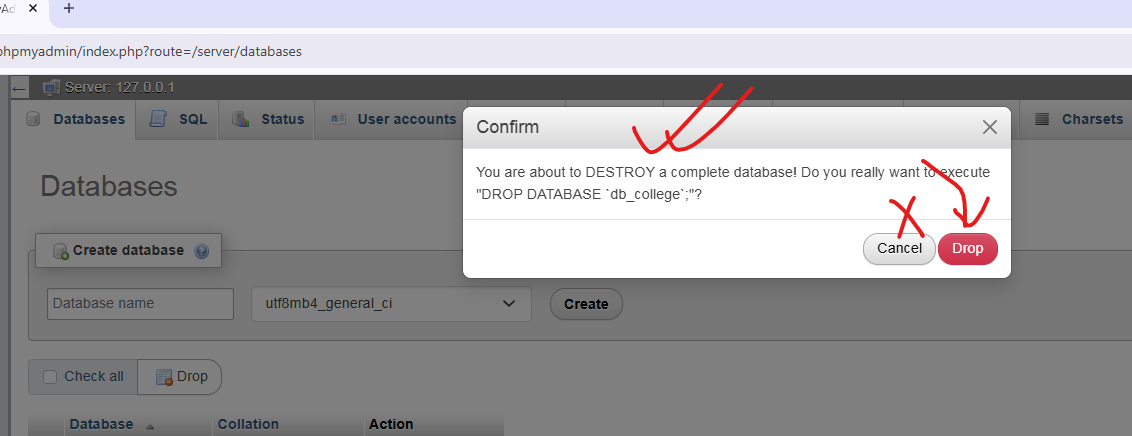 phpmyadmin/index.php?route=/server/databases
Server: 127.0.0.1
Databases SQL Status User accounts Charsets
Confirm
You are about to DESTROY a complete database! Do you really want to execute
"DROP DATABASE `db_college`;"?
Cancel Drop
Databases
Create database
Database name utf8mb4_general_ci Create
Check all Drop
Database Collation Action